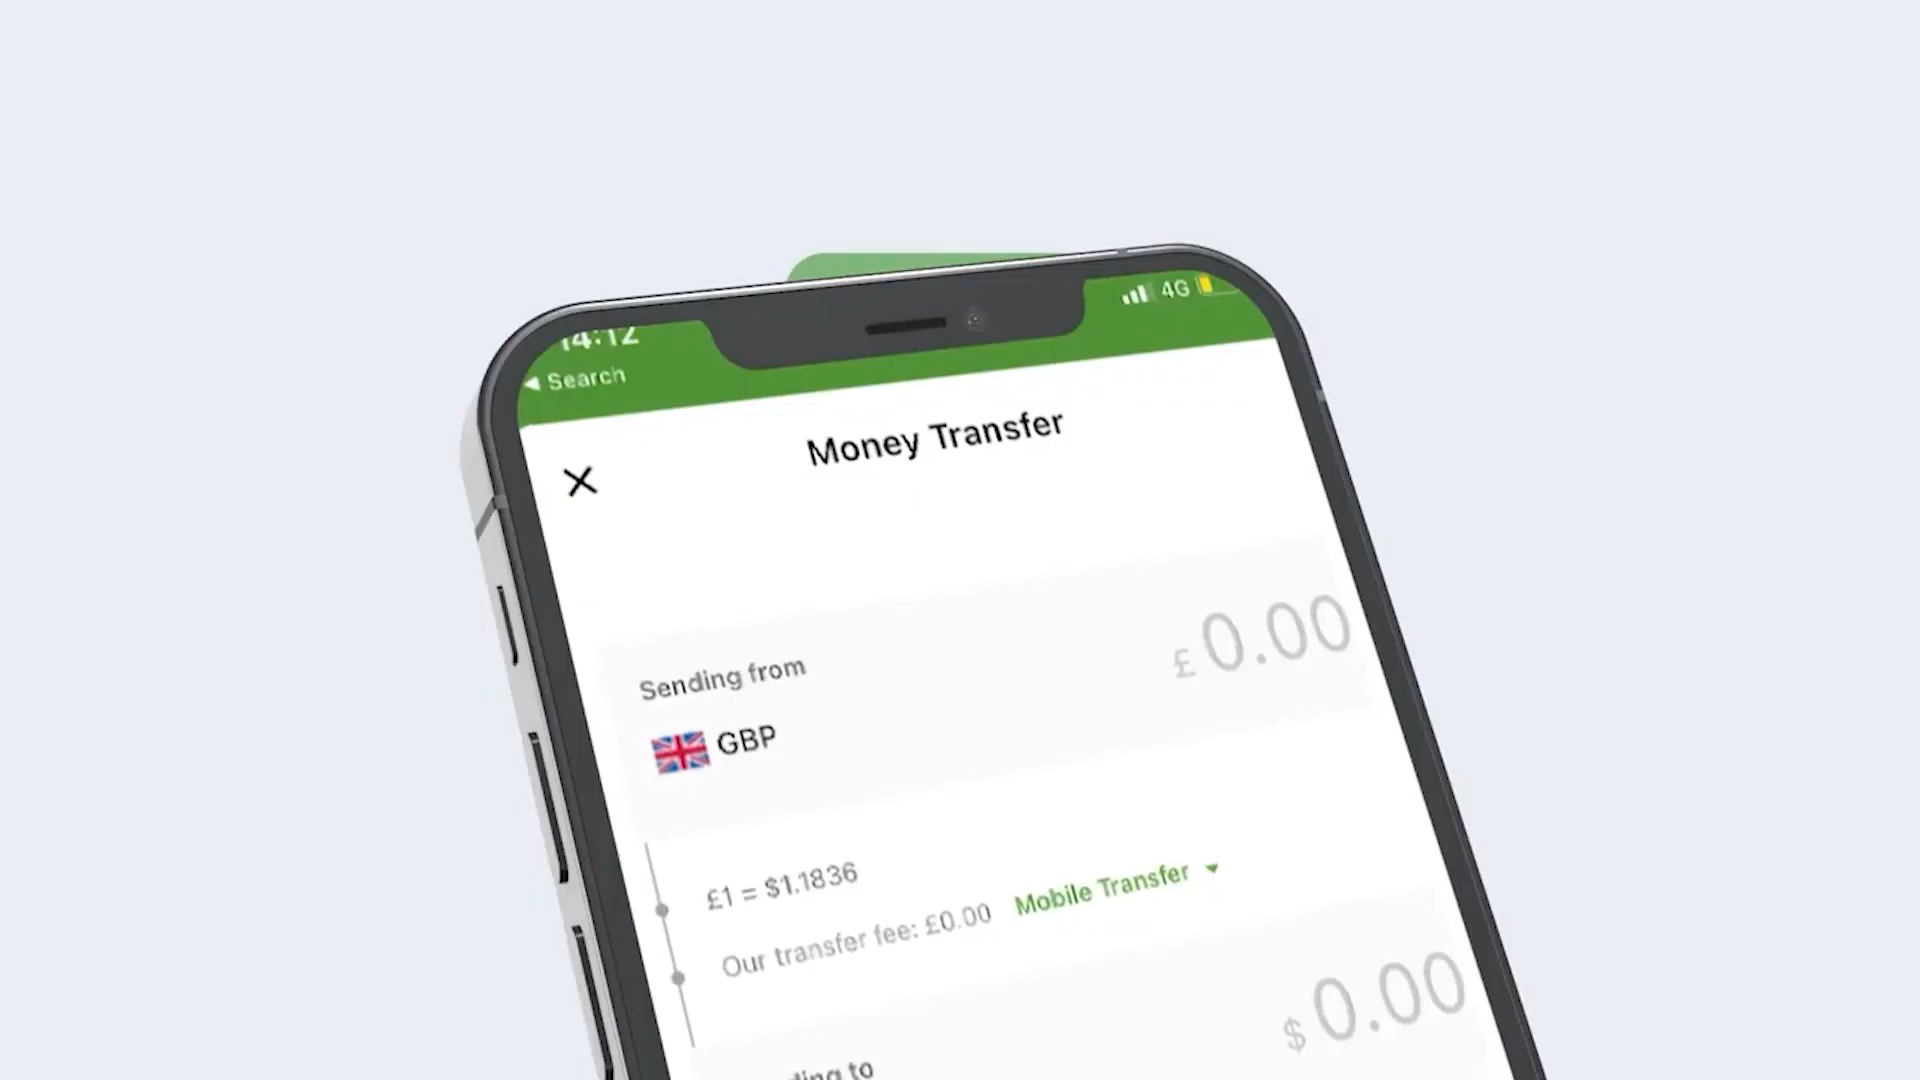 14:12
4G
◀ Search
Money Transfer
Sending from
£ 0.00
GBP
£1 = $1.1836
Our transfer fee: £0.00 Mobile Transfer
$ 0.00
to